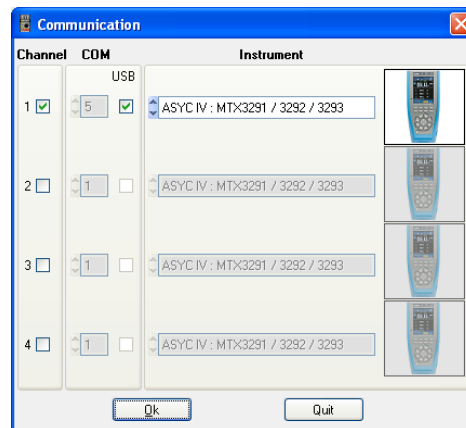 Communication
Channel COM Instrument
USB
1 5 ASYC IV : MTX3291 / 3292 / 3293
2 1 ASYC IV : MTX3291 / 3292 / 3293
3 1 ASYC IV : MTX3291 / 3292 / 3293
4 1 ASYC IV : MTX3291 / 3292 / 3293
Ok Quit